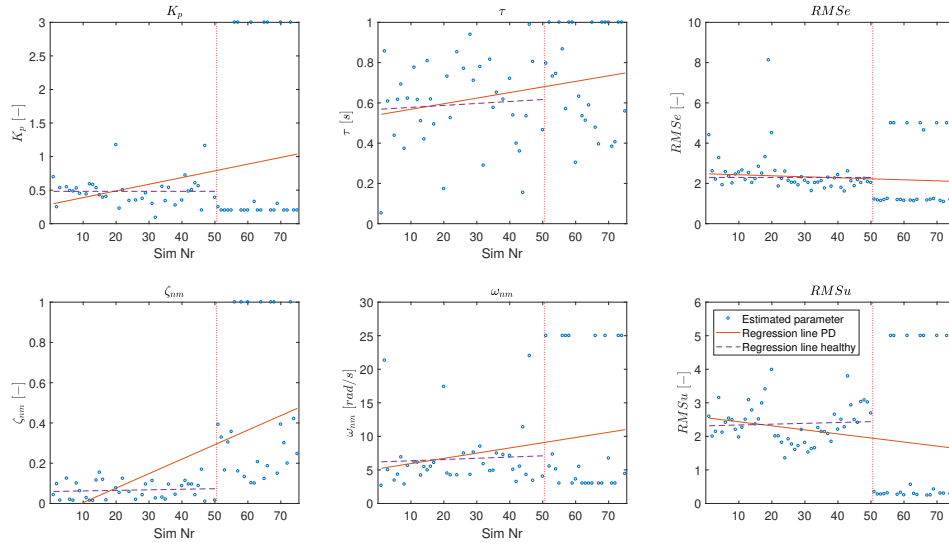 K_p
3
2.5
2
1.5
1
0.5
0
K_p [−]
10 20 30 40 50 60 70
Sim Nr
τ
1
0.8
0.6
0.4
0.2
0
τ [s]
10 20 30 40 50 60 70
Sim Nr
RMSe
10
8
6
4
2
0
RMSe [−]
10 20 30 40 50 60 70
ζ_nm
1
0.8
0.6
0.4
0.2
0
ζ_nm [−]
10 20 30 40 50 60 70
Sim Nr
ω_nm
30
25
20
15
10
5
0
ω_nm [rad/s]
10 20 30 40 50 60 70
Sim Nr
RMSu
6
5
4
3
2
1
0
RMSu [−]
Estimated parameter
Regression line PD
Regression line healthy
10 20 30 40 50 60 70